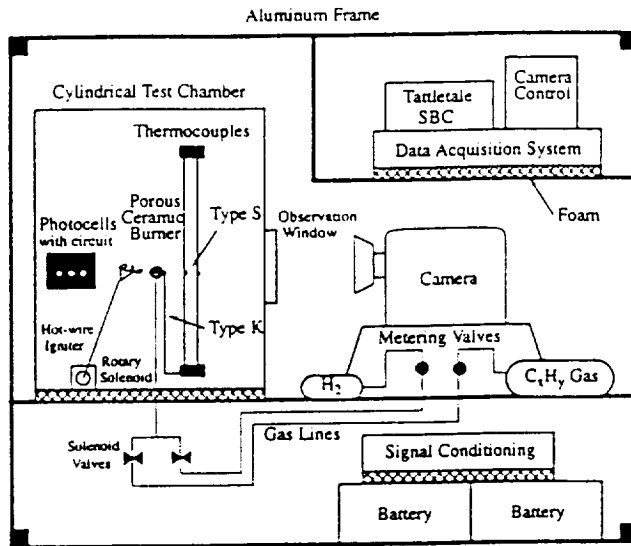 Aluminum Frame
Cylindrical Test Chamber
Thermocouples
Porous
Ceramic
Burner
Type S
Photocells
with circuit
Observation
Window
Type K
Hot-wire
Igniter
Rotary
Solenoid
Tattletale
SBC
Camera
Control
Data Acquisition System
Foam
Camera
Metering Valves
H₂
CₓHᵧ Gas
Solenoid
Valves
Gas Lines
Signal Conditioning
Battery
Battery